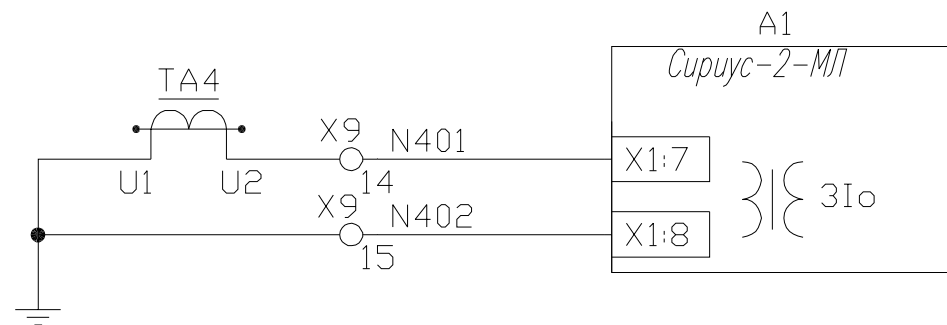 A1
Сириус-2-МЛ
TA4
X9
N401
X1:7
U1
U2
14
3Io
X9
N402
X1:8
15